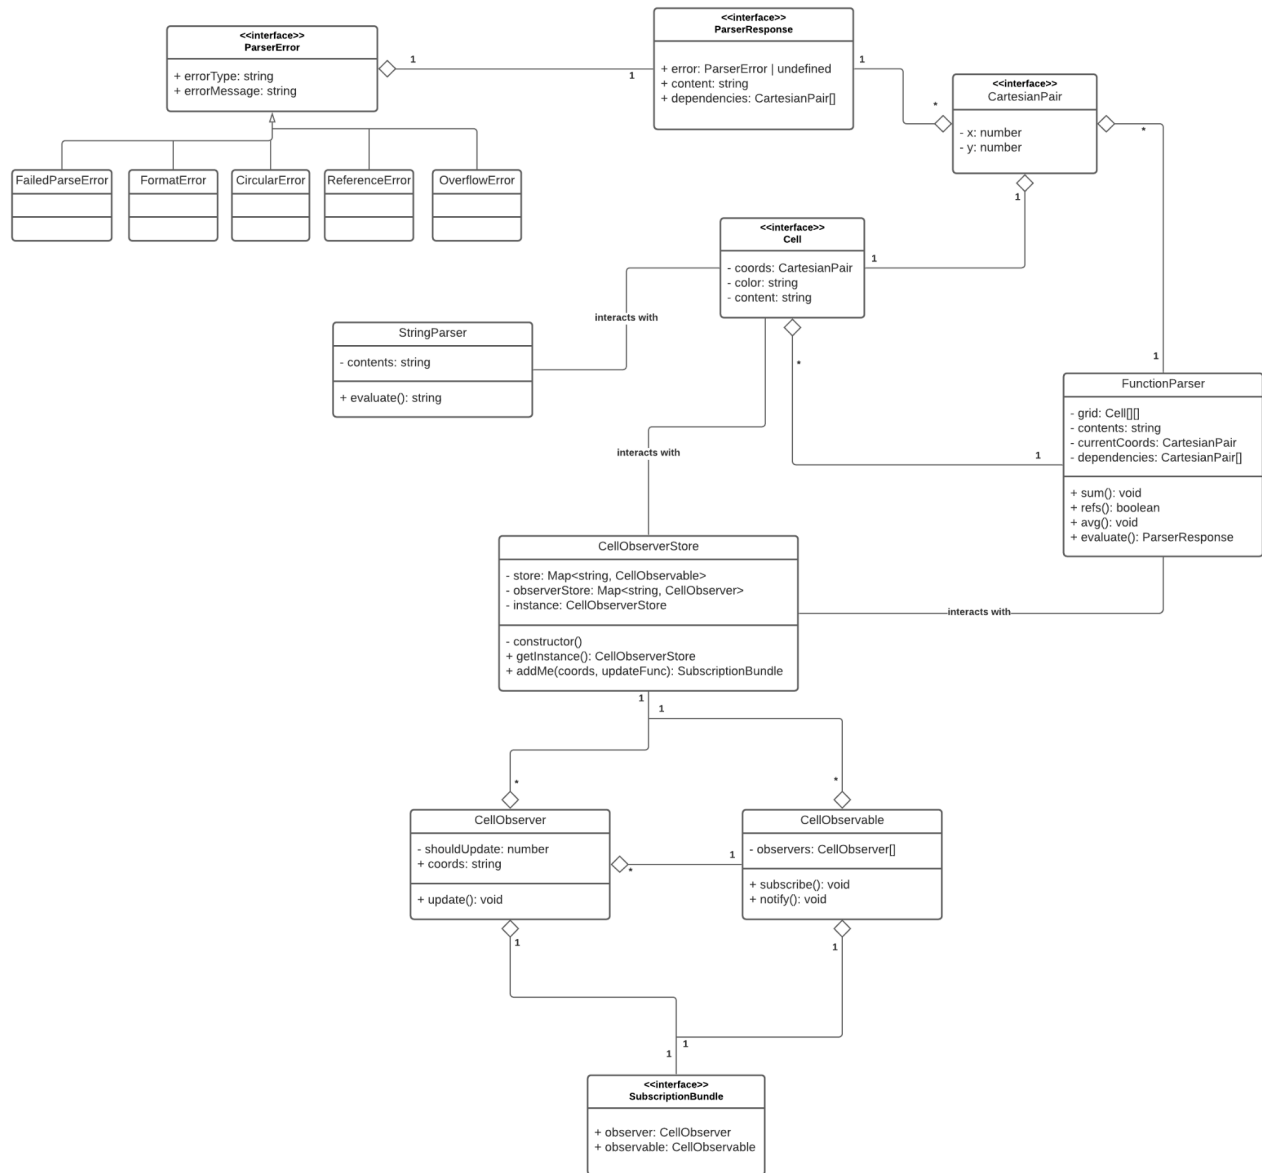 <<interface>>
ParserError
+ errorType: string
+ errorMessage: string
1
1
<<interface>>
ParserResponse
+ error: ParserError | undefined
+ content: string
+ dependencies: CartesianPair[]
1
*
<<interface>>
CartesianPair
- x: number
- y: number
*
1
FailedParseError
FormatError
CircularError
ReferenceError
OverflowError
<<interface>>
Cell
- coords: CartesianPair
- color: string
- content: string
1
interacts with
StringParser
- contents: string
+ evaluate(): string
*
1
1
FunctionParser
- grid: Cell[][]
- contents: string
- currentCoords: CartesianPair
- dependencies: CartesianPair[]
+ sum(): void
+ refs(): boolean
+ avg(): void
+ evaluate(): ParserResponse
interacts with
CellObserverStore
- store: Map<string, CellObservable>
- observerStore: Map<string, CellObserver>
- instance: CellObserverStore
- constructor()
+ getInstance(): CellObserverStore
+ addMe(coords, updateFunc): SubscriptionBundle
interacts with
1
1
*
*
CellObserver
- shouldUpdate: number
+ coords: string
+ update(): void
*
1
CellObservable
- observers: CellObserver[]
+ subscribe(): void
+ notify(): void
1
1
1
1
<<interface>>
SubscriptionBundle
+ observer: CellObserver
+ observable: CellObservable